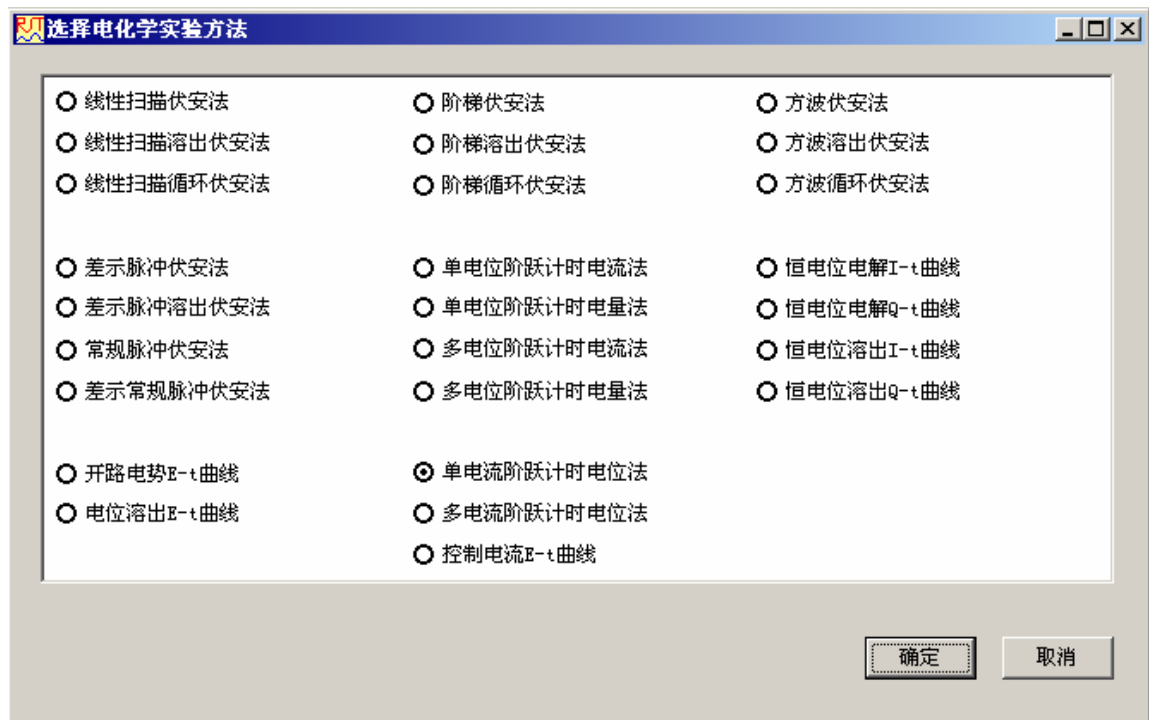 选择电化学实验方法
线性扫描伏安法 阶梯伏安法 方波伏安法
线性扫描溶出伏安法 阶梯溶出伏安法 方波溶出伏安法
线性扫描循环伏安法 阶梯循环伏安法 方波循环伏安法
差示脉冲伏安法 单电位阶跃计时电流法 恒电位电解I-t曲线
差示脉冲溶出伏安法 单电位阶跃计时电量法 恒电位电解Q-t曲线
常规脉冲伏安法 多电位阶跃计时电流法 恒电位溶出I-t曲线
差示常规脉冲伏安法 多电位阶跃计时电量法 恒电位溶出Q-t曲线
开路电势E-t曲线 单电流阶跃计时电位法
电位溶出E-t曲线 多电流阶跃计时电位法
控制电流E-t曲线
确定 取消